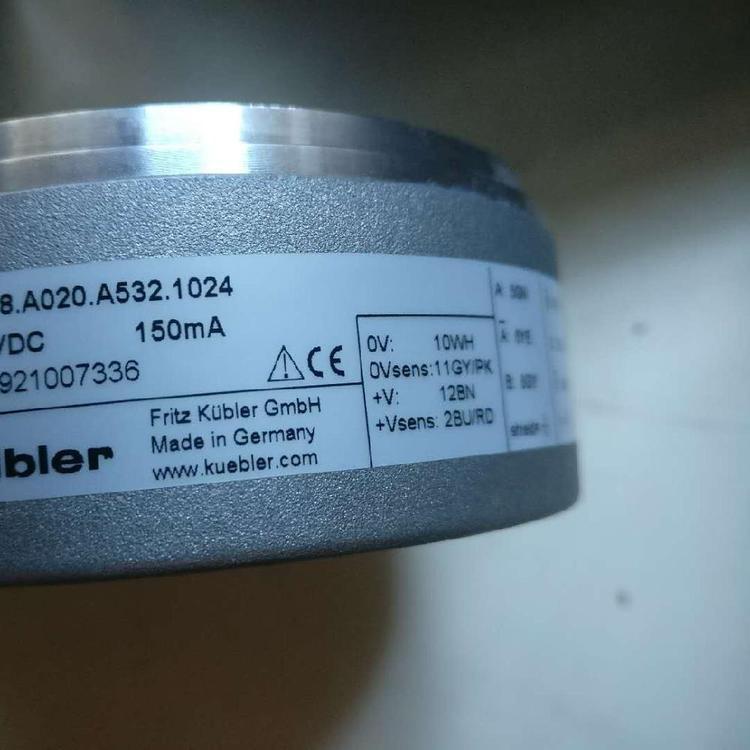 8.A020.A532.1024
/DC 150mA
921007336
CE
bler
Fritz Kübler GmbH
Made in Germany
www.kuebler.com
0V: 10WH
0Vsens:11GY/PK
+V: 12BN
+Vsens: 2BU/RD
A:
B: